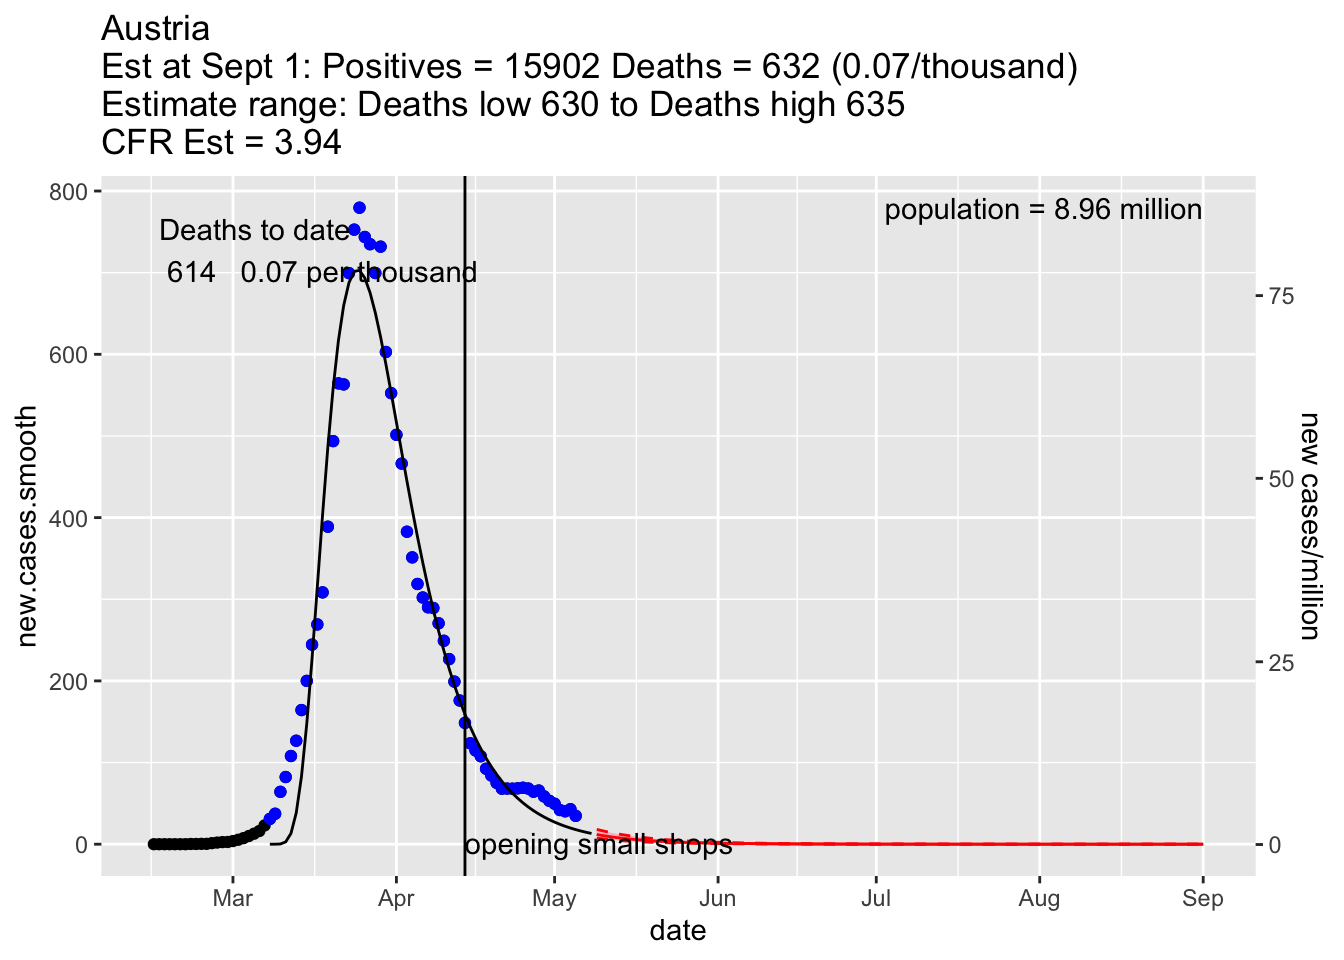 Austria
Est at Sept 1: Positives = 15902 Deaths = 632 (0.07/thousand)
Estimate range: Deaths low 630 to Deaths high 635
CFR Est = 3.94
800
600
400
200
0
new.cases.smooth
Deaths to date
614 0.07 per thousand
population = 8.96 million
opening small shops
75
50
25
0
new cases/million
Mar Apr May Jun Jul Aug Sep
date